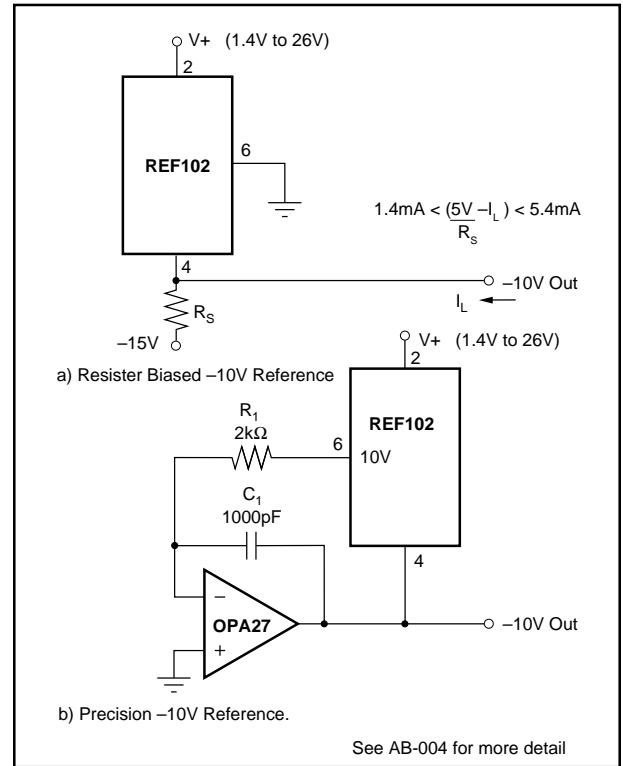 V+ (1.4V to 26V)
2
REF102
6
1.4mA < (5V –I_L) < 5.4mA
R_S
4
–10V Out
I_L
R_S
–15V
V+ (1.4V to 26V)
2
a) Resister Biased –10V Reference
REF102
R_1
2kΩ
6
10V
C_1
1000pF
4
–
OPA27
+
–10V Out
b) Precision –10V Reference.
See AB-004 for more detail